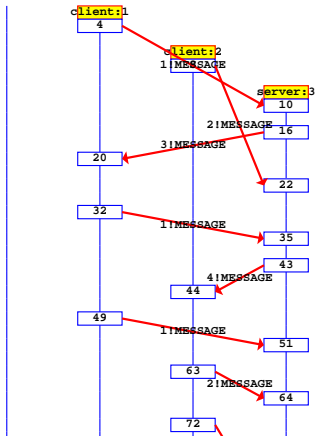 client:1
4
client:2
1!MESSAGE
server:3
10
2!MESSAGE
16
3!MESSAGE
20
22
32
1!MESSAGE
35
43
4!MESSAGE
44
49
1!MESSAGE
51
63
2!MESSAGE
64
72